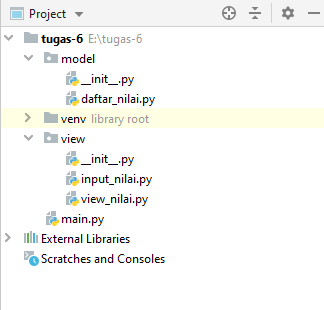 Project
tugas-6 E:\tugas-6
model
__init__.py
daftar_nilai.py
venv library root
view
__init__.py
input_nilai.py
view_nilai.py
main.py
External Libraries
Scratches and Consoles